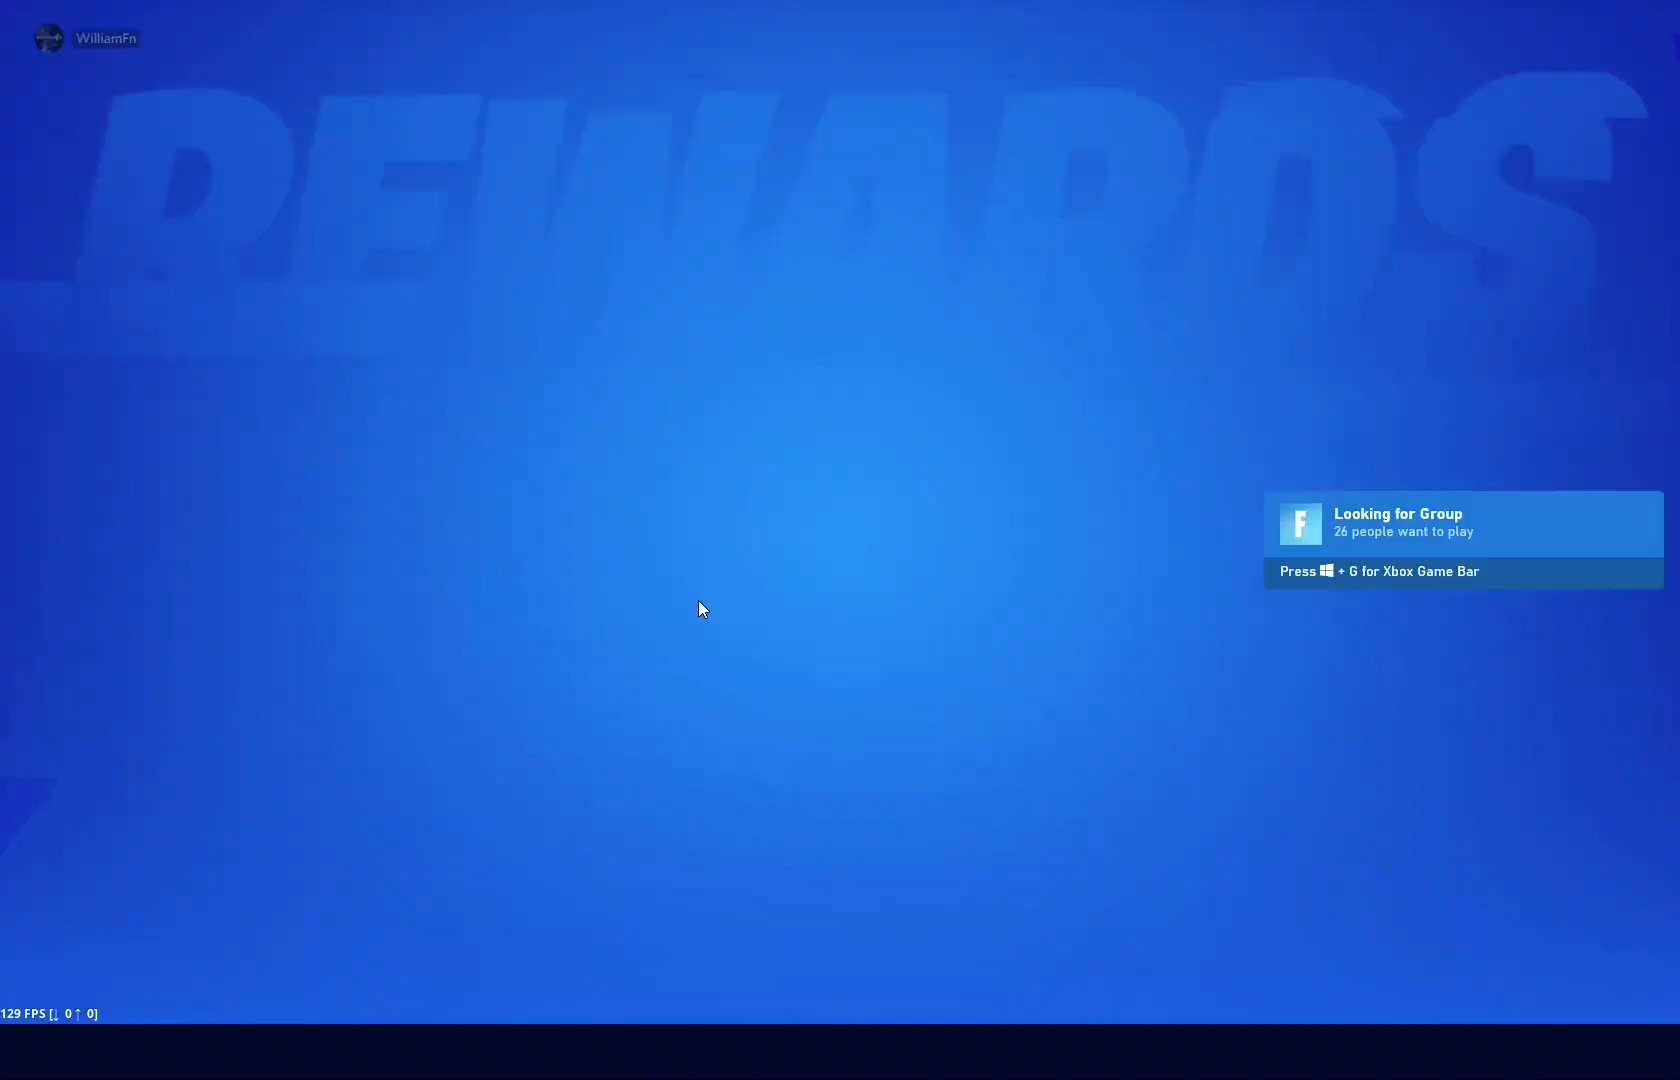 WilliamFn
REWARDS
F
Looking for Group
26 people want to play
Press + G for Xbox Game Bar
129 FPS [↓ 0↑ 0]